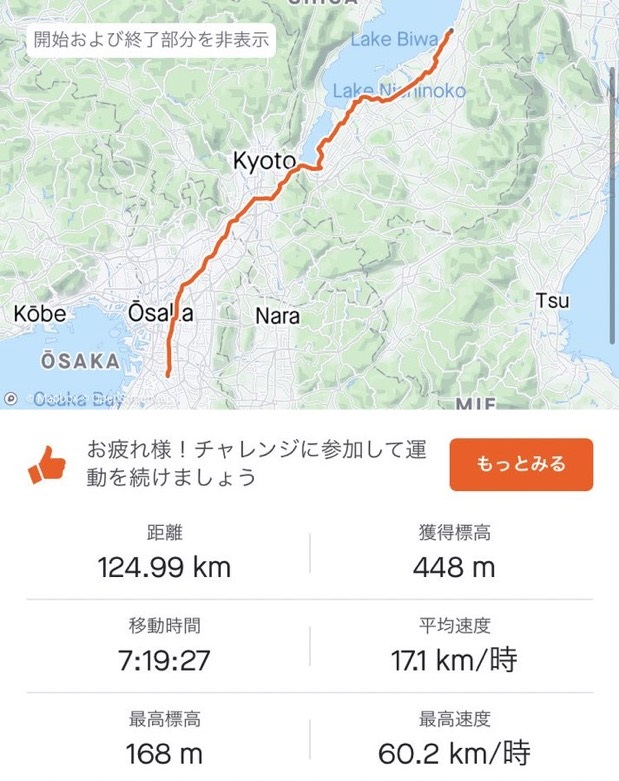 SHIGA
開始および終了部分を非表示
Lake Biwa
Lake Nishinoko
Kyoto
Kōbe
Ōsaka
Nara
Tsu
ŌSAKA
Osaka Bay
MIE
お疲れ様！チャレンジに参加して運
動を続けましょう
もっとみる
距離
獲得標高
124.99 km
448 m
移動時間
平均速度
7:19:27
17.1 km/時
最高標高
最高速度
168 m
60.2 km/時